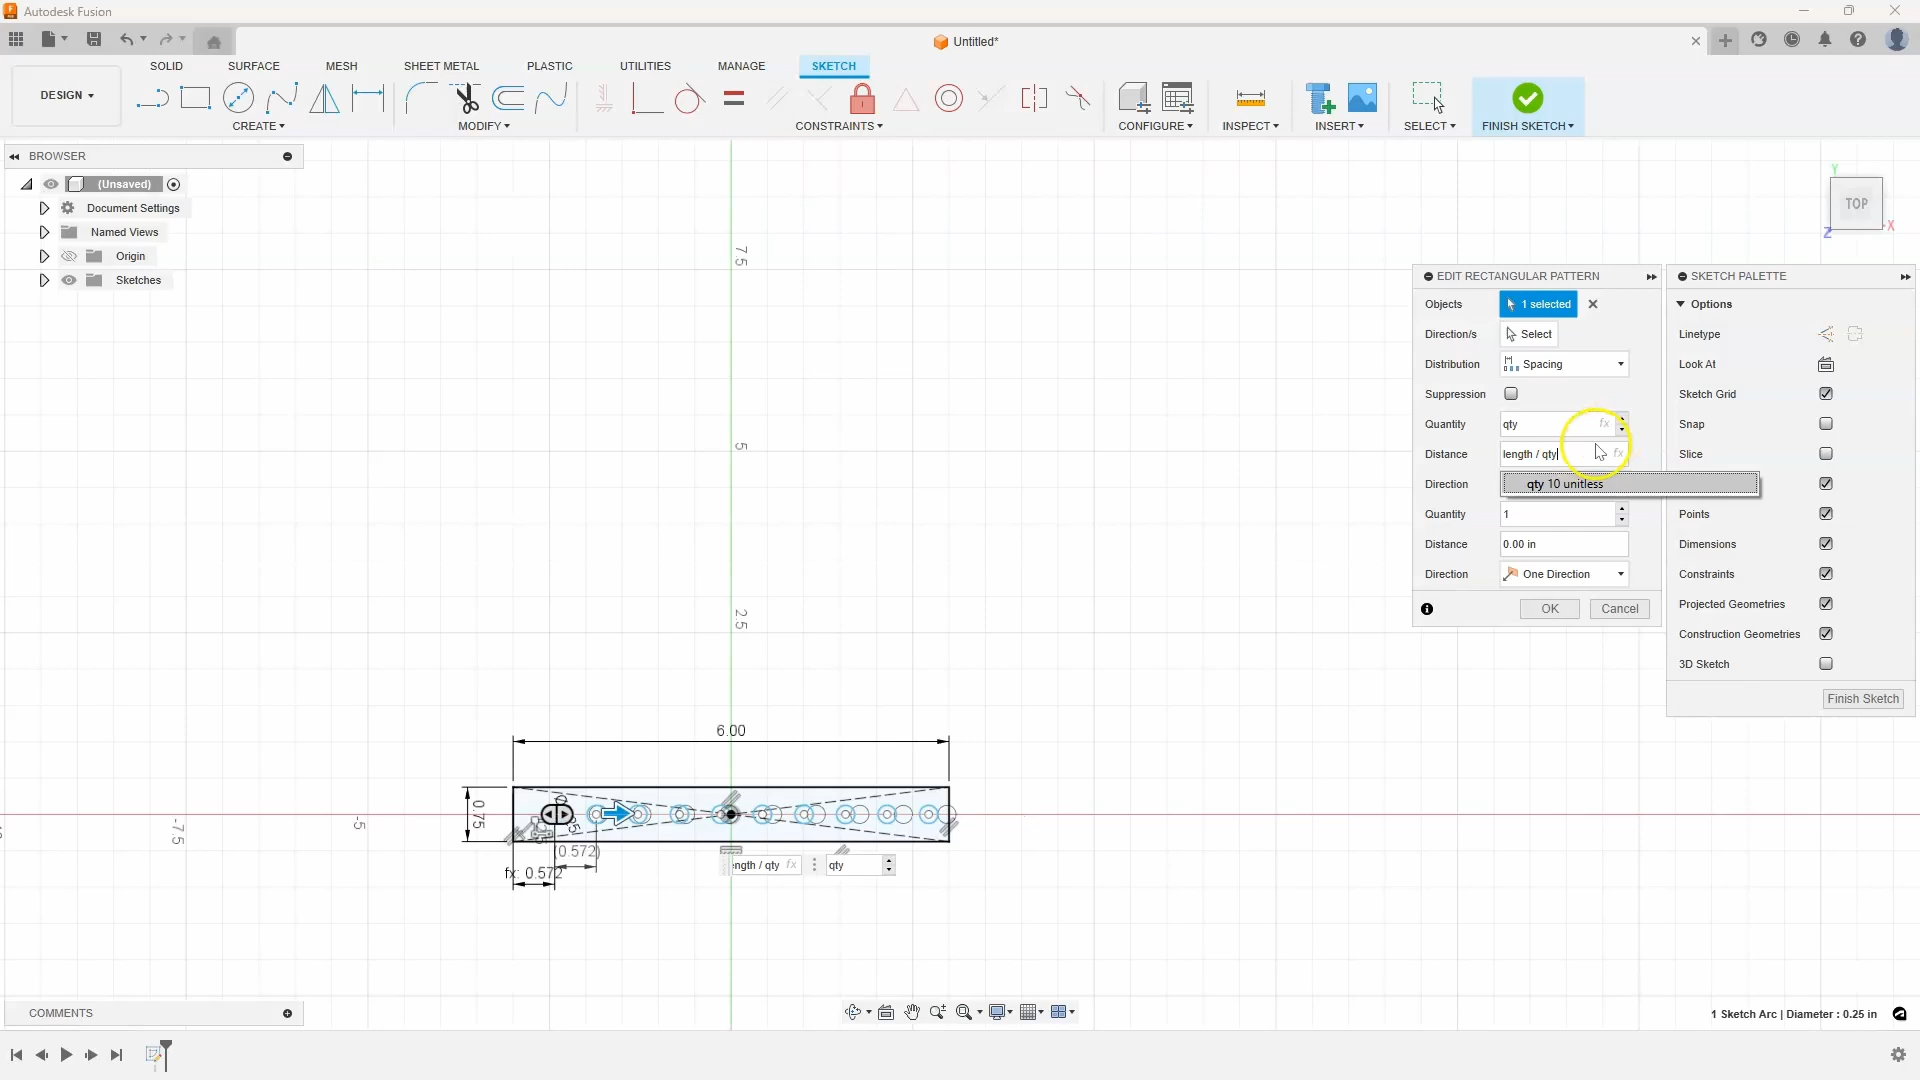 Autodesk Fusion
Untitled*
DESIGN
SOLID
SURFACE
MESH
SHEET METAL
PLASTIC
UTILITIES
MANAGE
SKETCH
CREATE
MODIFY
CONSTRAINTS
CONFIGURE
INSPECT
INSERT
SELECT
FINISH SKETCH
BROWSER
(Unsaved)
Document Settings
Named Views
Origin
Sketches
7.5
5
2.5
-5
-7.5
Y
TOP
X
Z
EDIT RECTANGULAR PATTERN
Objects
1 selected
Direction/s
Select
Distribution
Spacing
Suppression
Quantity
qty
fx
Distance
length / qty
fx
qty 10 unitless
Direction
Quantity
1
Distance
0.00 in
Direction
One Direction
OK
Cancel
SKETCH PALETTE
Options
Linetype
Look At
Sketch Grid
Snap
Slice
Points
Dimensions
Constraints
Projected Geometries
Construction Geometries
3D Sketch
Finish Sketch
6.00
0.75
(0.572)
fx: 0.572
ength / qty
fx
qty
COMMENTS
1 Sketch Arc | Diameter : 0.25 in